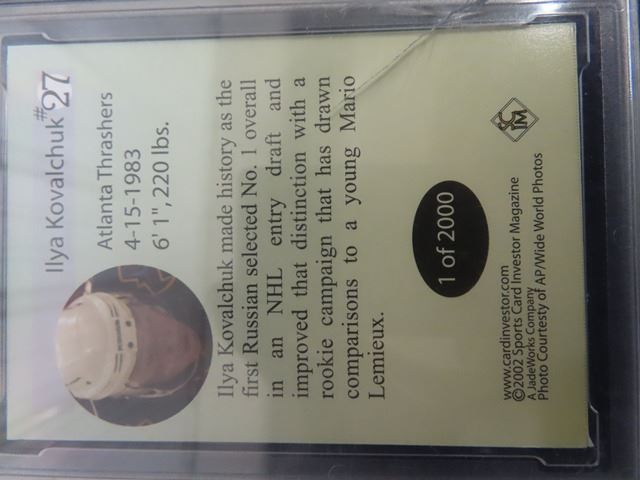 Ilya Kovalchuk #27
Atlanta Thrashers
4-15-1983
6' 1", 220 lbs.
Ilya Kovalchuk made history as the
first Russian selected No. 1 overall
in an NHL entry draft and
improved that distinction with a
rookie campaign that has drawn
comparisons to a young Mario
Lemieux.
1 of 2000
www.cardinvestor.com
©2002 Sports Card Investor Magazine
A JadeWorks Company
Photo Courtesty of AP/Wide World Photos